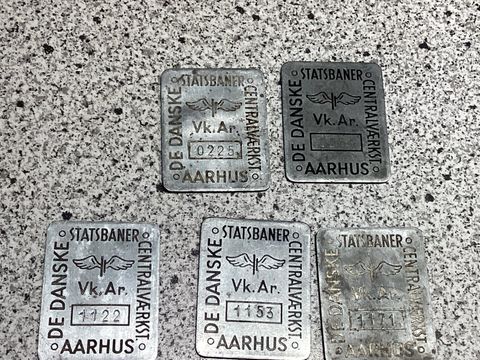 DE DANSKE STATSBANER CENTRALVÆRKST AARHUS
Vk. Ar.
0225
DE DANSKE STATSBANER CENTRALVÆRKST AARHUS
Vk. Ar.
DE DANSKE STATSBANER CENTRALVÆRKST AARHUS
Vk. Ar.
1122
DE DANSKE STATSBANER CENTRALVÆRKST AARHUS
Vk. Ar.
1153
DE DANSKE STATSBANER CENTRALVÆRKST AARHUS
Vk. Ar.
1171